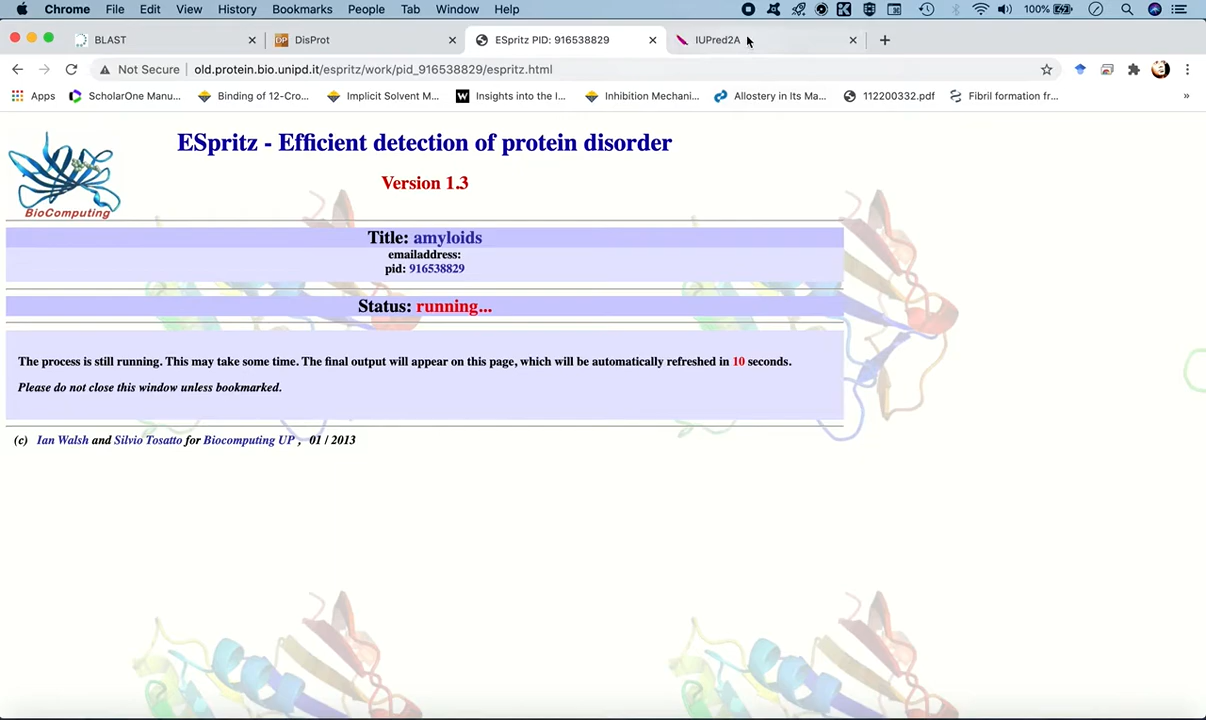 Chrome File Edit View History Bookmarks People Tab Window Help 100%
BLAST DisProt ESpritz PID: 916538829 IUPred2A
Not Secure old.protein.bio.unipd.it/espritz/work/pid_916538829/espritz.html
Apps ScholarOne Manu... Binding of 12-Cro... Implicit Solvent M... Insights into the I... Inhibition Mechani... Allostery in Its Ma... 112200332.pdf Fibril formation fr... »
BioComputing
ESpritz - Efficient detection of protein disorder
Version 1.3
Title: amyloids
emailaddress:
pid: 916538829
Status: running...
The process is still running. This may take some time. The final output will appear on this page, which will be automatically refreshed in 10 seconds.
Please do not close this window unless bookmarked.
(c) Ian Walsh and Silvio Tosatto for Biocomputing UP , 01 / 2013